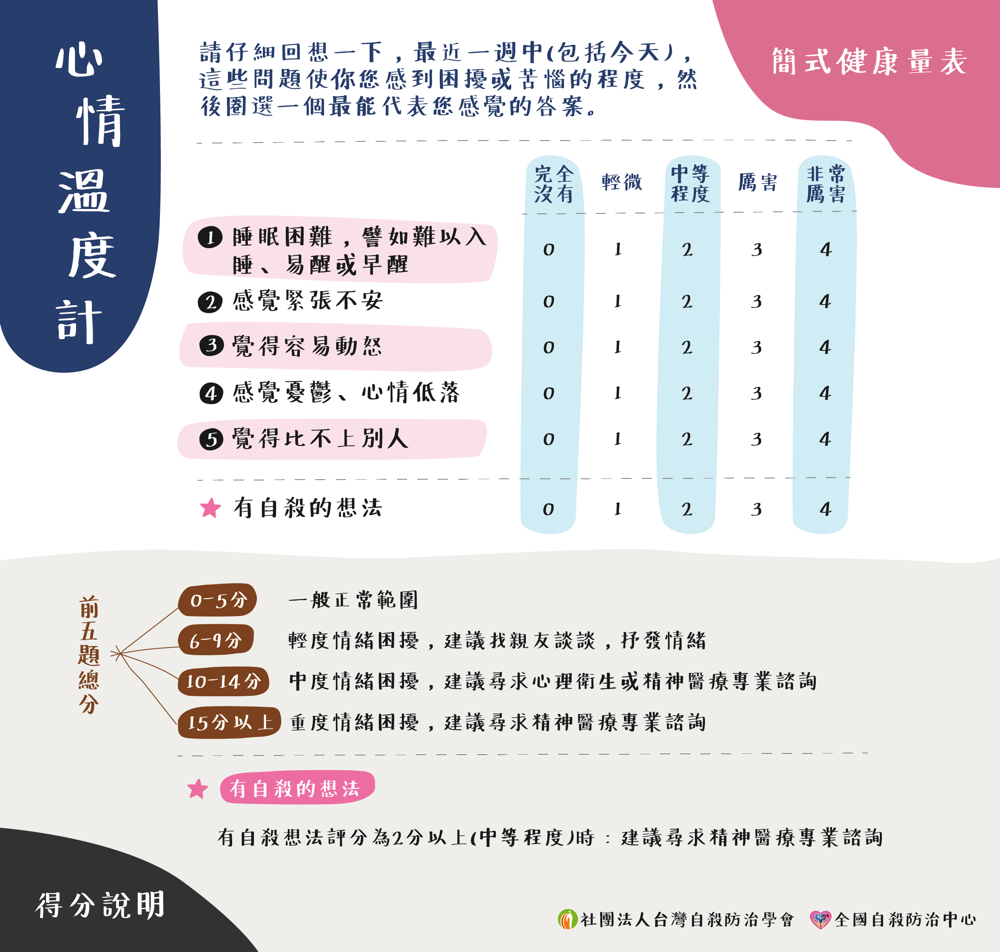 心情溫度計
簡式健康量表
請仔細回想一下，最近一週中(包括今天)，
這些問題使你您感到困擾或苦惱的程度，然
後圈選一個最能代表您感覺的答案。
完全沒有 輕微 中等程度 厲害 非常厲害
1 睡眠困難，譬如難以入
睡、易醒或早醒 0 1 2 3 4
2 感覺緊張不安 0 1 2 3 4
3 覺得容易動怒 0 1 2 3 4
4 感覺憂鬱、心情低落 0 1 2 3 4
5 覺得比不上別人 0 1 2 3 4
★ 有自殺的想法 0 1 2 3 4
前五題總分
0-5分 一般正常範圍
6-9分 輕度情緒困擾，建議找親友談談，抒發情緒
10-14分 中度情緒困擾，建議尋求心理衛生或精神醫療專業諮詢
15分以上 重度情緒困擾，建議尋求精神醫療專業諮詢
★ 有自殺的想法
有自殺想法評分為2分以上(中等程度)時：建議尋求精神醫療專業諮詢
得分說明
社團法人台灣自殺防治學會 全國自殺防治中心